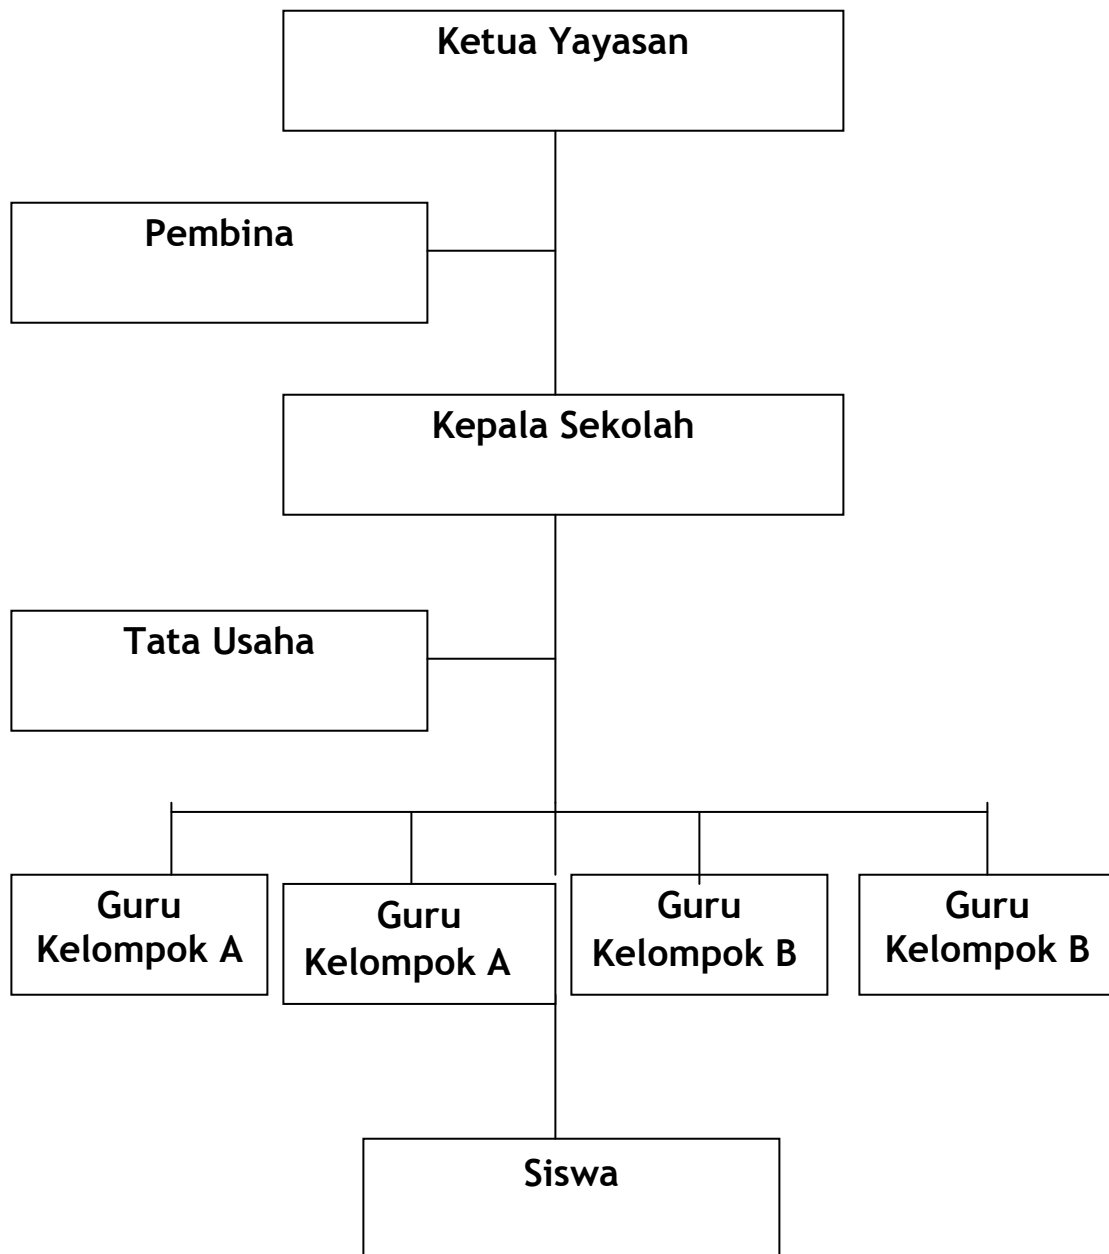 Ketua Yayasan
Pembina
Kepala Sekolah
Tata Usaha
Guru
Kelompok A
Guru
Kelompok A
Guru
Kelompok B
Guru
Kelompok B
Siswa